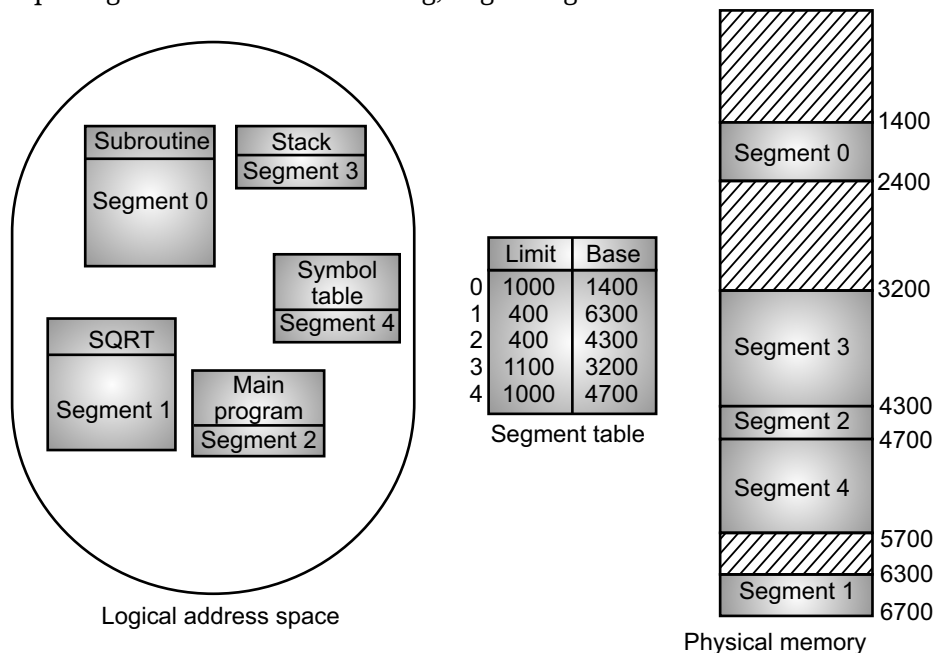 Subroutine
Segment 0
Stack
Segment 3
Symbol
table
Segment 4
SQRT
Segment 1
Main
program
Segment 2
Logical address space
Limit Base
0 1000 1400
1 400 6300
2 400 4300
3 1100 3200
4 1000 4700
Segment table
1400
Segment 0
2400
3200
Segment 3
4300
Segment 2
4700
Segment 4
5700
6300
Segment 1
6700
Physical memory